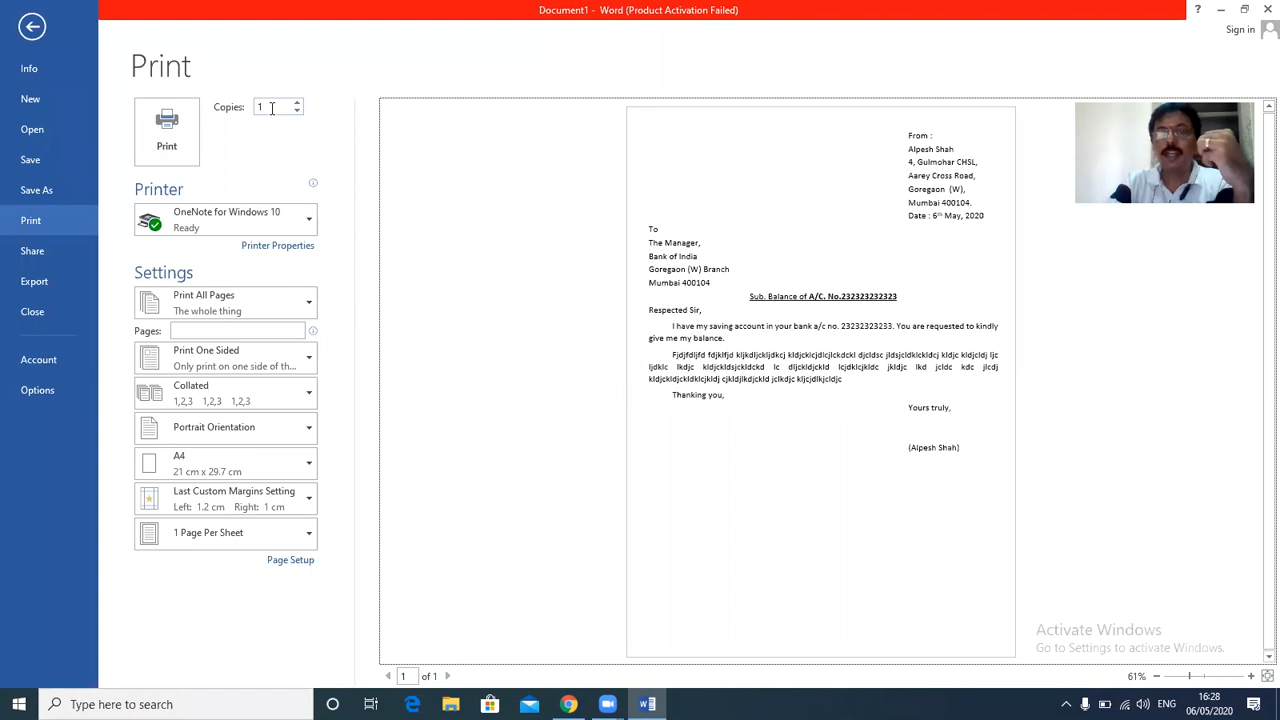 Document1 - Word (Product Activation Failed)
?
Sign in
Info
New
Open
Save
Save As
Print
Share
Export
Close
Account
Options
Print
Print
Copies: 1
Printer
OneNote for Windows 10
Ready
Printer Properties
Settings
Print All Pages
The whole thing
Pages:
Print One Sided
Only print on one side of th...
Collated
1,2,3 1,2,3 1,2,3
Portrait Orientation
A4
21 cm x 29.7 cm
Last Custom Margins Setting
Left: 1.2 cm Right: 1 cm
1 Page Per Sheet
Page Setup
From :
Alpesh Shah
4, Gulmohar CHSL,
Aarey Cross Road,
Goregaon (W),
Mumbai 400104.
Date : 6th May, 2020
To
The Manager,
Bank of India
Goregaon (W) Branch
Mumbai 400104
Sub. Balance of A/C. No.232323232323
Respected Sir,
I have my saving account in your bank a/c no. 23232323233. You are requested to kindly
give me my balance.
Thanking you,
Yours truly,
(Alpesh Shah)
1 of 1
61%
Activate Windows
Go to Settings to activate Windows.
Type here to search
ENG
16:28
06/05/2020